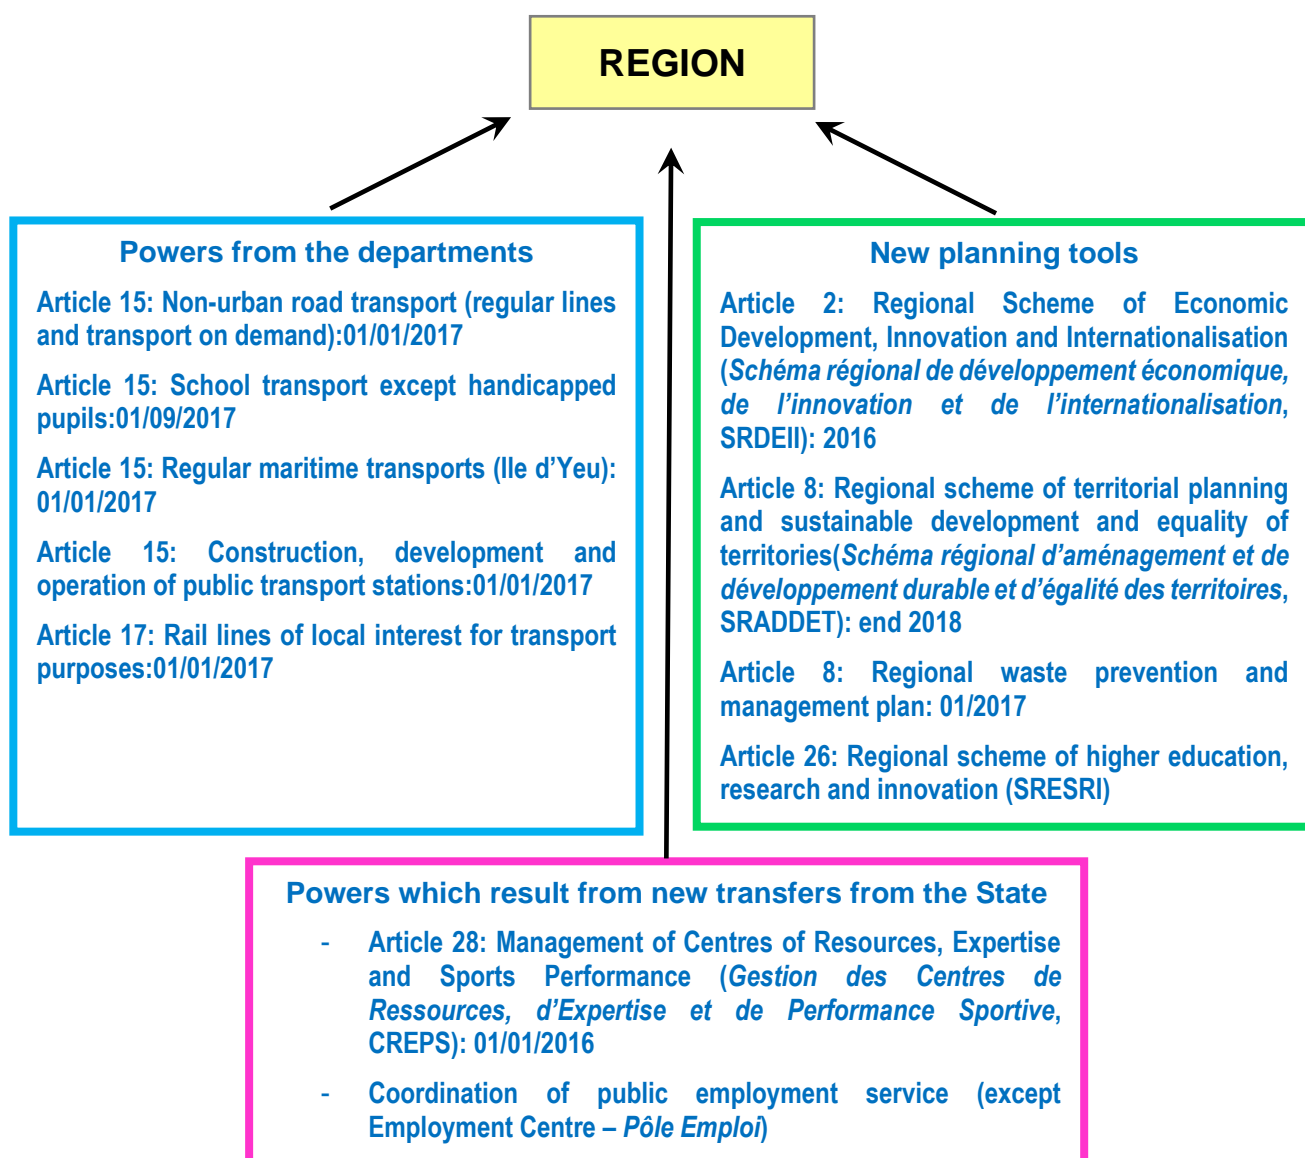 REGION
Powers from the departments
Article 15: Non-urban road transport (regular lines
and transport on demand):01/01/2017
Article 15: School transport except handicapped
pupils:01/09/2017
Article 15: Regular maritime transports (Ile d’Yeu):
01/01/2017
Article 15: Construction, development and
operation of public transport stations:01/01/2017
Article 17: Rail lines of local interest for transport
purposes:01/01/2017
New planning tools
Article 2: Regional Scheme of Economic
Development, Innovation and Internationalisation
(Schéma régional de développement économique,
de l’innovation et de l’internationalisation,
SRDEII): 2016
Article 8: Regional scheme of territorial planning
and sustainable development and equality of
territories(Schéma régional d’aménagement et de
développement durable et d’égalité des territoires,
SRADDET): end 2018
Article 8: Regional waste prevention and
management plan: 01/2017
Article 26: Regional scheme of higher education,
research and innovation (SRESRI)
Powers which result from new transfers from the State
- Article 28: Management of Centres of Resources, Expertise
and Sports Performance (Gestion des Centres de
Ressources, d’Expertise et de Performance Sportive,
CREPS): 01/01/2016
- Coordination of public employment service (except
Employment Centre – Pôle Emploi)